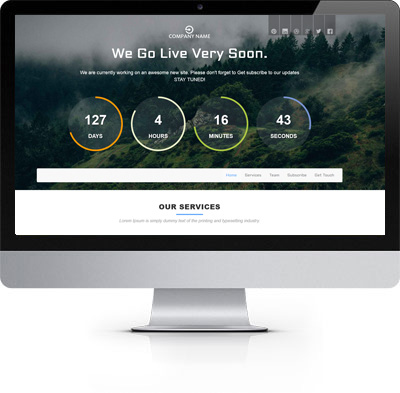 COMPANY NAME
We Go Live Very Soon.
We are currently working on an awesome new site. Please don't forget to Get subscribe to our updates
STAY TUNED!
127 4 16 43
DAYS HOURS MINUTES SECONDS
Home Services Team Subscribe Get Touch
OUR SERVICES
Lorem Ipsum is simply dummy text of the printing and typesetting industry.